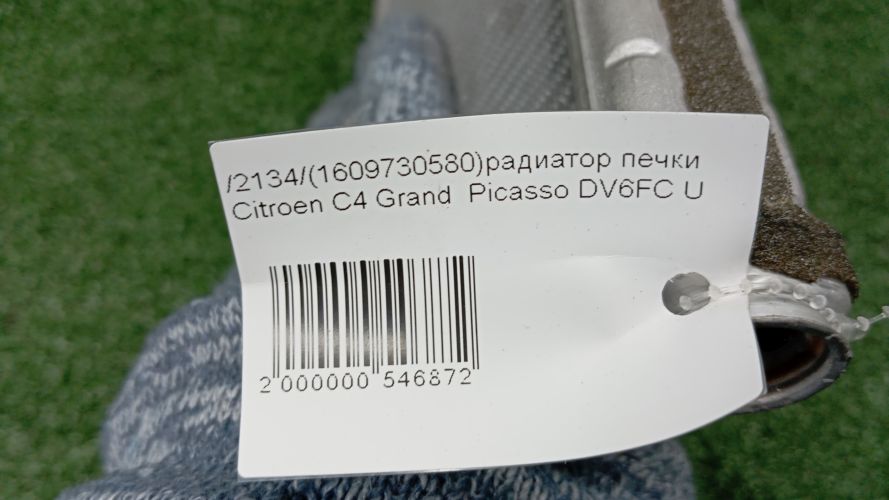 /2134/(1609730580)радиатор печки
Citroen C4 Grand  Picasso DV6FC U
2 000000 546872